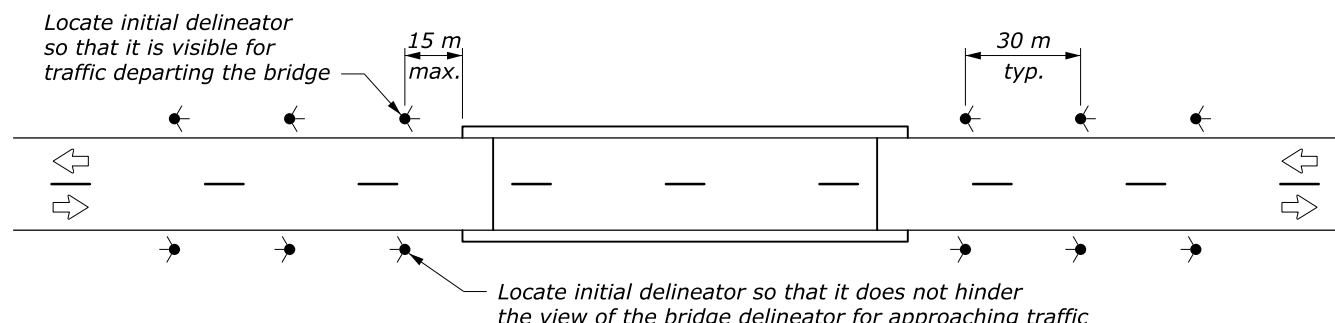 Locate initial delineator
so that it is visible for
traffic departing the bridge
15 m
max.
30 m
typ.
Locate initial delineator so that it does not hinder
the view of the bridge delineator for approaching traffic